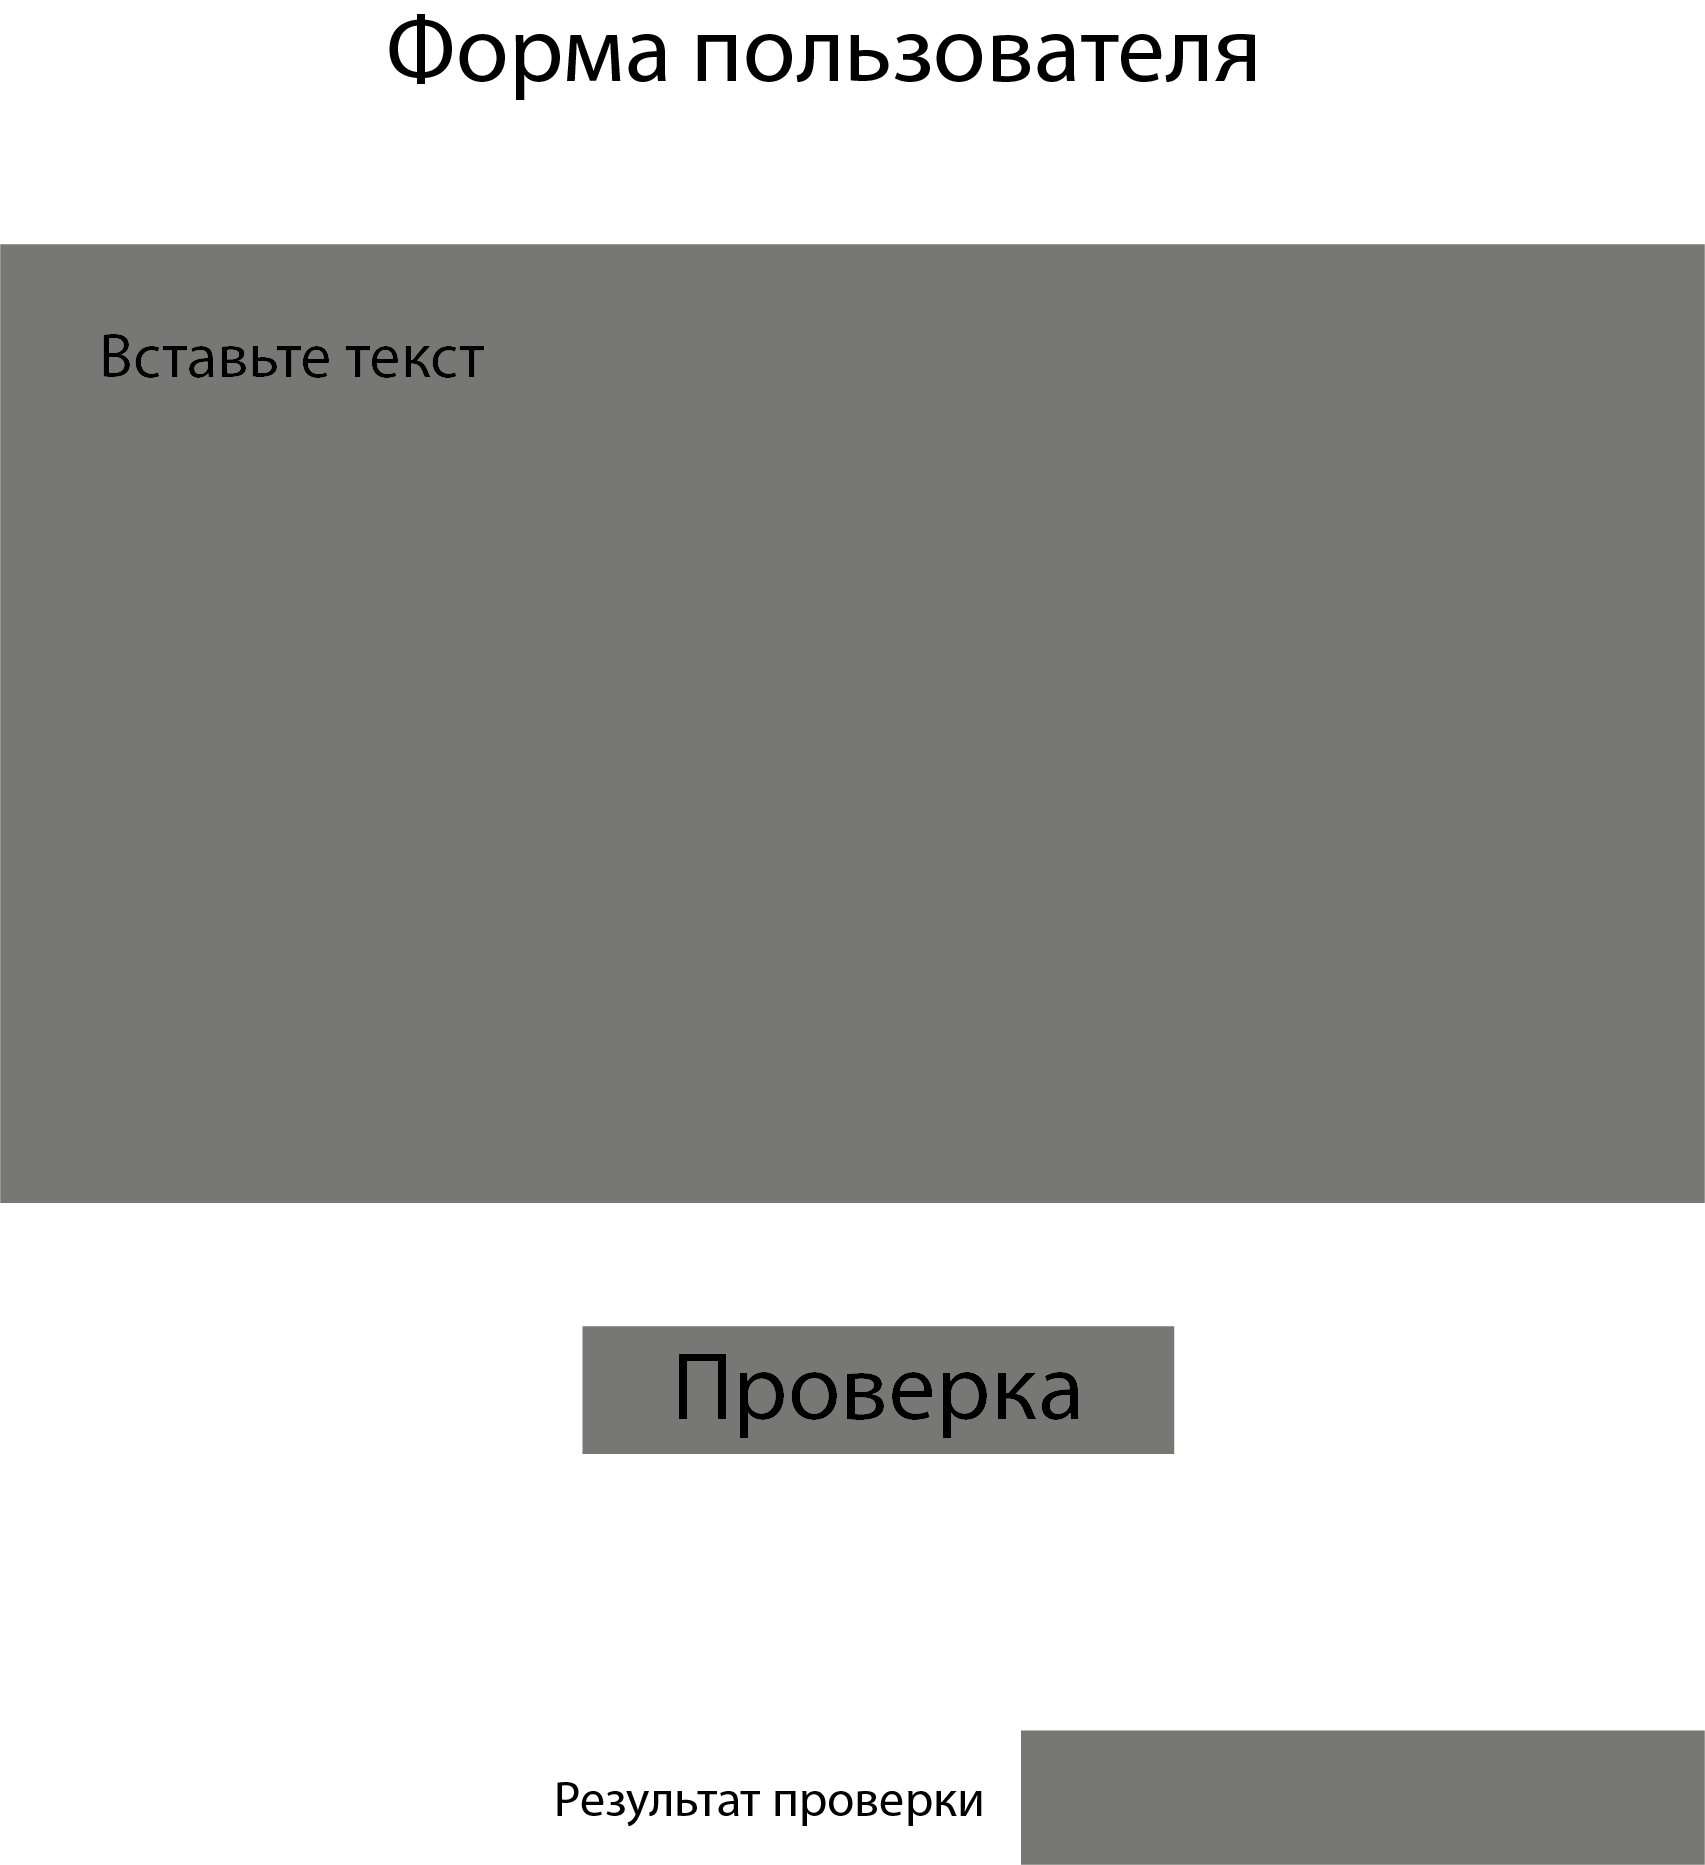 Форма пользователя
Вставьте текст
Проверка
Результат проверки